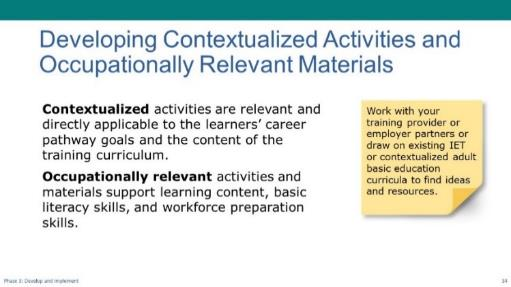 Developing Contextualized Activities and
Occupationally Relevant Materials
Contextualized activities are relevant and
directly applicable to the learners' career
pathway goals and the content of the
training curriculum.
Occupationally relevant activities and
materials support learning content, basic
literacy skills, and workforce preparation
skills.
Work with your
training provider or
employer partners or
draw on existing IET
or contextualized adult
basic education
curricula to find ideas
and resources.
Phase 3: Develop and Implement
14